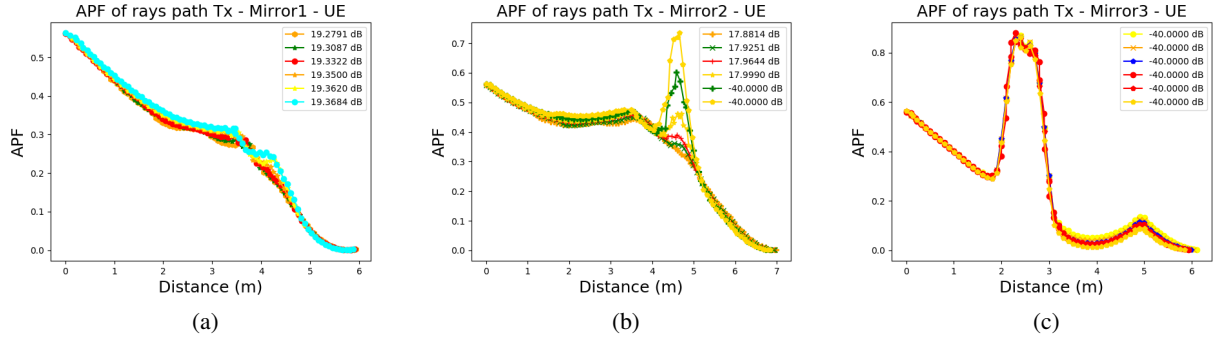 APF of rays path Tx - Mirror1 - UE
19.2791 dB
19.3087 dB
19.3322 dB
19.3500 dB
19.3620 dB
19.3684 dB
0.5
0.4
0.3
0.2
0.1
0.0
APF
0 1 2 3 4 5 6
Distance (m)
(a)
APF of rays path Tx - Mirror2 - UE
17.8814 dB
17.9251 dB
17.9644 dB
17.9990 dB
-40.0000 dB
-40.0000 dB
0.7
0.6
0.5
0.4
0.3
0.2
0.1
0.0
APF
0 1 2 3 4 5 6 7
Distance (m)
(b)
APF of rays path Tx - Mirror3 - UE
-40.0000 dB
-40.0000 dB
-40.0000 dB
-40.0000 dB
-40.0000 dB
-40.0000 dB
0.8
0.6
0.4
0.2
0.0
APF
0 1 2 3 4 5 6
Distance (m)
(c)